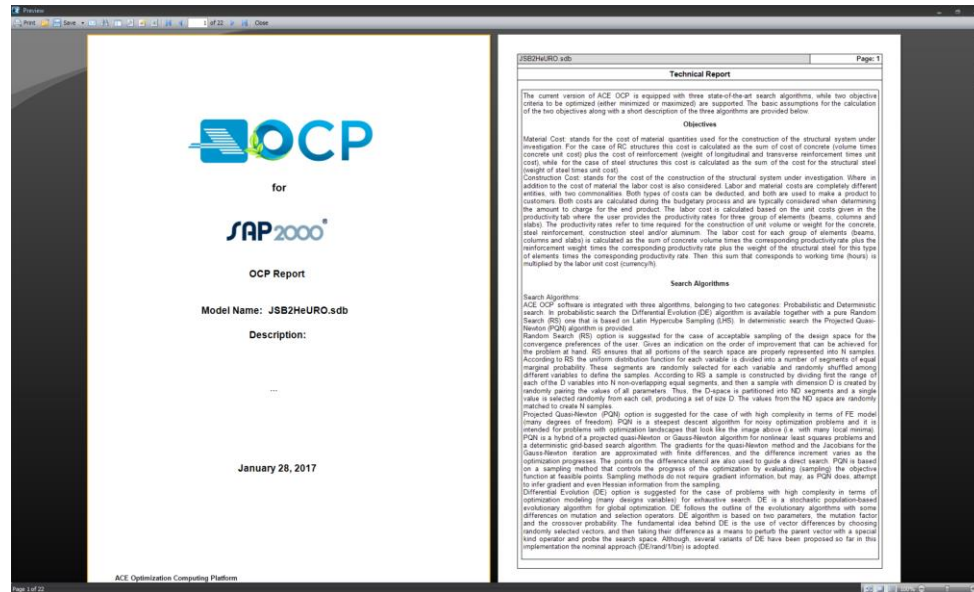 Preview
Print Save 1 of 22 Close
OCP
for
SAP2000®
OCP Report
Model Name: JSB2HeURO.sdb
Description:
...
January 28, 2017
ACE Optimization Computing Platform
JSB2HeURO.sdb Page: 1
Technical Report
The current version of ACE OCP is equipped with three state-of-the-art search algorithms, while two objective
criteria to be optimized (either minimized or maximized) are supported. The basic assumptions for the calculation
of the two objectives along with a short description of the three algorithms are provided below.
Objectives
Material Cost: stands for the cost of material quantities used for the construction of the structural system under
investigation. For the case of RC structures this cost is calculated as the sum of cost of concrete (volume times
concrete unit cost) plus the cost of reinforcement (weight of longitudinal and transverse reinforcement times unit
cost), while for the case of steel structures this cost is calculated as the sum of the cost for the structural steel
(weight of steel times unit cost).
Construction Cost: stands for the cost of the construction of the structural system under investigation. Where in
addition to the cost of material the labor cost is also considered. Labor and material costs are completely different
entities, with two commonalities. Both types of costs can be deducted, and both are used to make a product to
customers. Both costs are calculated during the budgetary process and are typically considered when determining
the amount to charge for the end product. The labor cost is calculated based on the unit costs given in the
productivity tab where the user provides the productivity rates for three group of elements (beams, columns and
slabs). The productivity rates refer to time required for the construction of unit volume or weight for the concrete,
steel reinforcement, construction steel and/or aluminum. The labor cost for each group of elements (beams,
columns and slabs) is calculated as the sum of concrete volume times the corresponding productivity rate plus the
reinforcement weight times the corresponding productivity rate plus the weight of the structural steel for this type
of elements times the corresponding productivity rate. Then this sum that corresponds to working time (hours) is
multiplied by the labor unit cost (currency/h).
Search Algorithms
Search Algorithms:
ACE OCP software is integrated with three algorithms, belonging to two categories: Probabilistic and Deterministic
search. In probabilistic search the Differential Evolution (DE) algorithm is available together with a pure Random
Search (RS) one that is based on Latin Hypercube Sampling (LHS). In deterministic search the Projected Quasi-
Newton (PQN) algorithm is provided.
Random Search (RS) option is suggested for the case of acceptable sampling of the design space for the
convergence preferences of the user. Gives an indication on the order of improvement that can be achieved for
the problem at hand. RS ensures that all portions of the search space are properly represented into N samples.
According to RS the uniform distribution function for each variable is divided into a number of segments of equal
marginal probability. These segments are randomly selected for each variable and randomly shuffled among
different variables to define the samples. According to RS a sample is constructed by dividing first the range of
each of the D variables into N non-overlapping equal segments, and then a sample with dimension D is created by
randomly pairing the values of all parameters. Thus, the D-space is partitioned into ND segments and a single
value is selected randomly from each cell, producing a set of size D. The values from the ND space are randomly
matched to create N samples.
Projected Quasi-Newton (PQN) option is suggested for the case of with high complexity in terms of FE model
(many degrees of freedom). PQN is a steepest descent algorithm for noisy optimization problems and it is
intended for problems with optimization landscapes that look like the image above (i.e. with many local minima).
PQN is a hybrid of a projected quasi-Newton or Gauss-Newton algorithm for nonlinear least squares problems and
a deterministic grid-based search algorithm. The gradients for the quasi-Newton method and the Jacobians for the
Gauss-Newton iteration are approximated with finite differences, and the difference increment varies as the
optimization progresses. The points on the difference stencil are also used to guide a direct search. PQN is based
on a sampling method that controls the progress of the optimization by evaluating (sampling) the objective
function at feasible points. Sampling methods do not require gradient information, but may, as PQN does, attempt
to infer gradient and even Hessian information from the sampling.
Differential Evolution (DE) option is suggested for the case of problems with high complexity in terms of
optimization modeling (many designs variables) for exhaustive search. DE is a stochastic population-based
evolutionary algorithm for global optimization. DE follows the outline of the evolutionary algorithms with some
differences on mutation and selection operators. DE algorithm is based on two parameters, the mutation factor
and the crossover probability. The fundamental idea behind DE is the use of vector differences by choosing
randomly selected vectors, and then taking their difference as a means to perturb the parent vector with a special
kind operator and probe the search space. Although, several variants of DE have been proposed so far in this
implementation the nominal approach (DE/rand/1/bin) is adopted.
Page 1 of 22 100%